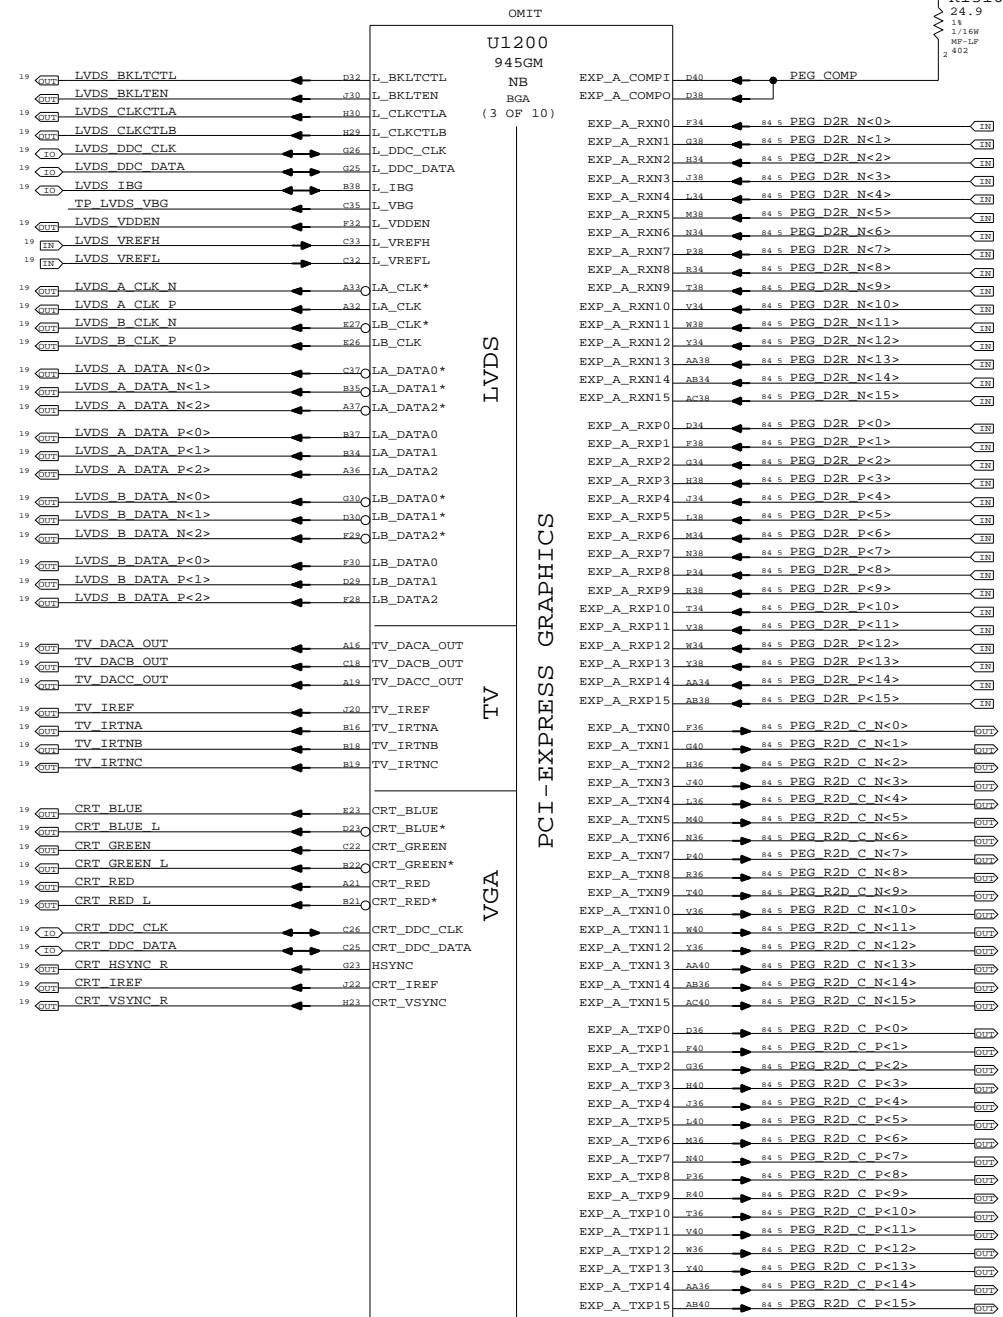 OMIT
U1200
945GM
NB
BGA
(3 OF 10)
24.9
1%
1/16W
MF-LF
402
2
19 OUT LVDS_BKLTCTL D32 L_BKLTCTL
OUT LVDS_BKLTEN J30 L_BKLTEN
19 OUT LVDS_CLKCTLA H30 L_CLKCTLA
19 OUT LVDS_CLKCTLB H29 L_CLKCTLB
19 IO LVDS_DDC_CLK G26 L_DDC_CLK
19 IO LVDS_DDC_DATA G25 L_DDC_DATA
19 IO LVDS_IBG B38 L_IBG
TP_LVDS_VBG C35 L_VBG
19 OUT LVDS_VDDEN F32 L_VDDEN
19 IN LVDS_VREFH C33 L_VREFH
19 IN LVDS_VREFL C32 L_VREFL
19 OUT LVDS_A_CLK_N A33 LA_CLK*
19 OUT LVDS_A_CLK_P A32 LA_CLK
19 OUT LVDS_B_CLK_N E27 LB_CLK*
19 OUT LVDS_B_CLK_P E26 LB_CLK
19 OUT LVDS_A_DATA_N<0> C37 LA_DATA0*
19 OUT LVDS_A_DATA_N<1> B35 LA_DATA1*
19 OUT LVDS_A_DATA_N<2> A37 LA_DATA2*
19 OUT LVDS_A_DATA_P<0> B37 LA_DATA0
19 OUT LVDS_A_DATA_P<1> B34 LA_DATA1
19 OUT LVDS_A_DATA_P<2> A36 LA_DATA2
19 OUT LVDS_B_DATA_N<0> G30 LB_DATA0*
19 OUT LVDS_B_DATA_N<1> D30 LB_DATA1*
19 OUT LVDS_B_DATA_N<2> F29 LB_DATA2*
19 OUT LVDS_B_DATA_P<0> F30 LB_DATA0
19 OUT LVDS_B_DATA_P<1> D29 LB_DATA1
19 OUT LVDS_B_DATA_P<2> F28 LB_DATA2
LVDS
19 OUT TV_DACA_OUT A16 TV_DACA_OUT
19 OUT TV_DACB_OUT C18 TV_DACB_OUT
19 OUT TV_DACC_OUT A19 TV_DACC_OUT
19 OUT TV_IREF J20 TV_IREF
19 OUT TV_IRTNA B16 TV_IRTNA
19 OUT TV_IRTNB B18 TV_IRTNB
19 OUT TV_IRTNC B19 TV_IRTNC
TV
19 OUT CRT_BLUE E23 CRT_BLUE
19 OUT CRT_BLUE_L D23 CRT_BLUE*
19 OUT CRT_GREEN C22 CRT_GREEN
19 OUT CRT_GREEN_L B22 CRT_GREEN*
19 OUT CRT_RED A21 CRT_RED
19 OUT CRT_RED_L B21 CRT_RED*
19 IO CRT_DDC_CLK C26 CRT_DDC_CLK
19 IO CRT_DDC_DATA C25 CRT_DDC_DATA
19 OUT CRT_HSYNC_R G23 HSYNC
19 OUT CRT_IREF J22 CRT_IREF
19 OUT CRT_VSYNC_R H23 CRT_VSYNC
VGA
PCI-EXPRESS GRAPHICS
EXP_A_COMPI D40 PEG_COMP
EXP_A_COMPO D38
EXP_A_RXN0 F34 84 5 PEG_D2R_N<0> IN
EXP_A_RXN1 G38 84 5 PEG_D2R_N<1> IN
EXP_A_RXN2 H34 84 5 PEG_D2R_N<2> IN
EXP_A_RXN3 J38 84 5 PEG_D2R_N<3> IN
EXP_A_RXN4 L34 84 5 PEG_D2R_N<4> IN
EXP_A_RXN5 M38 84 5 PEG_D2R_N<5> IN
EXP_A_RXN6 N34 84 5 PEG_D2R_N<6> IN
EXP_A_RXN7 P38 84 5 PEG_D2R_N<7> IN
EXP_A_RXN8 R34 84 5 PEG_D2R_N<8> IN
EXP_A_RXN9 T38 84 5 PEG_D2R_N<9> IN
EXP_A_RXN10 V34 84 5 PEG_D2R_N<10> IN
EXP_A_RXN11 W38 84 5 PEG_D2R_N<11> IN
EXP_A_RXN12 Y34 84 5 PEG_D2R_N<12> IN
EXP_A_RXN13 AA38 84 5 PEG_D2R_N<13> IN
EXP_A_RXN14 AB34 84 5 PEG_D2R_N<14> IN
EXP_A_RXN15 AC38 84 5 PEG_D2R_N<15> IN
EXP_A_RXP0 D34 84 5 PEG_D2R_P<0> IN
EXP_A_RXP1 F38 84 5 PEG_D2R_P<1> IN
EXP_A_RXP2 G34 84 5 PEG_D2R_P<2> IN
EXP_A_RXP3 H38 84 5 PEG_D2R_P<3> IN
EXP_A_RXP4 J34 84 5 PEG_D2R_P<4> IN
EXP_A_RXP5 L38 84 5 PEG_D2R_P<5> IN
EXP_A_RXP6 M34 84 5 PEG_D2R_P<6> IN
EXP_A_RXP7 N38 84 5 PEG_D2R_P<7> IN
EXP_A_RXP8 P34 84 5 PEG_D2R_P<8> IN
EXP_A_RXP9 R38 84 5 PEG_D2R_P<9> IN
EXP_A_RXP10 T34 84 5 PEG_D2R_P<10> IN
EXP_A_RXP11 V38 84 5 PEG_D2R_P<11> IN
EXP_A_RXP12 W34 84 5 PEG_D2R_P<12> IN
EXP_A_RXP13 Y38 84 5 PEG_D2R_P<13> IN
EXP_A_RXP14 AA34 84 5 PEG_D2R_P<14> IN
EXP_A_RXP15 AB38 84 5 PEG_D2R_P<15> IN
EXP_A_TXN0 F36 84 5 PEG_R2D_C_N<0> OUT
EXP_A_TXN1 G40 84 5 PEG_R2D_C_N<1> OUT
EXP_A_TXN2 H36 84 5 PEG_R2D_C_N<2> OUT
EXP_A_TXN3 J40 84 5 PEG_R2D_C_N<3> OUT
EXP_A_TXN4 L36 84 5 PEG_R2D_C_N<4> OUT
EXP_A_TXN5 M40 84 5 PEG_R2D_C_N<5> OUT
EXP_A_TXN6 N36 84 5 PEG_R2D_C_N<6> OUT
EXP_A_TXN7 P40 84 5 PEG_R2D_C_N<7> OUT
EXP_A_TXN8 R36 84 5 PEG_R2D_C_N<8> OUT
EXP_A_TXN9 T40 84 5 PEG_R2D_C_N<9> OUT
EXP_A_TXN10 V36 84 5 PEG_R2D_C_N<10> OUT
EXP_A_TXN11 W40 84 5 PEG_R2D_C_N<11> OUT
EXP_A_TXN12 Y36 84 5 PEG_R2D_C_N<12> OUT
EXP_A_TXN13 AA40 84 5 PEG_R2D_C_N<13> OUT
EXP_A_TXN14 AB36 84 5 PEG_R2D_C_N<14> OUT
EXP_A_TXN15 AC40 84 5 PEG_R2D_C_N<15> OUT
EXP_A_TXP0 D36 84 5 PEG_R2D_C_P<0> OUT
EXP_A_TXP1 F40 84 5 PEG_R2D_C_P<1> OUT
EXP_A_TXP2 G36 84 5 PEG_R2D_C_P<2> OUT
EXP_A_TXP3 H40 84 5 PEG_R2D_C_P<3> OUT
EXP_A_TXP4 J36 84 5 PEG_R2D_C_P<4> OUT
EXP_A_TXP5 L40 84 5 PEG_R2D_C_P<5> OUT
EXP_A_TXP6 M36 84 5 PEG_R2D_C_P<6> OUT
EXP_A_TXP7 N40 84 5 PEG_R2D_C_P<7> OUT
EXP_A_TXP8 P36 84 5 PEG_R2D_C_P<8> OUT
EXP_A_TXP9 R40 84 5 PEG_R2D_C_P<9> OUT
EXP_A_TXP10 T36 84 5 PEG_R2D_C_P<10> OUT
EXP_A_TXP11 V40 84 5 PEG_R2D_C_P<11> OUT
EXP_A_TXP12 W36 84 5 PEG_R2D_C_P<12> OUT
EXP_A_TXP13 Y40 84 5 PEG_R2D_C_P<13> OUT
EXP_A_TXP14 AA36 84 5 PEG_R2D_C_P<14> OUT
EXP_A_TXP15 AB40 84 5 PEG_R2D_C_P<15> OUT